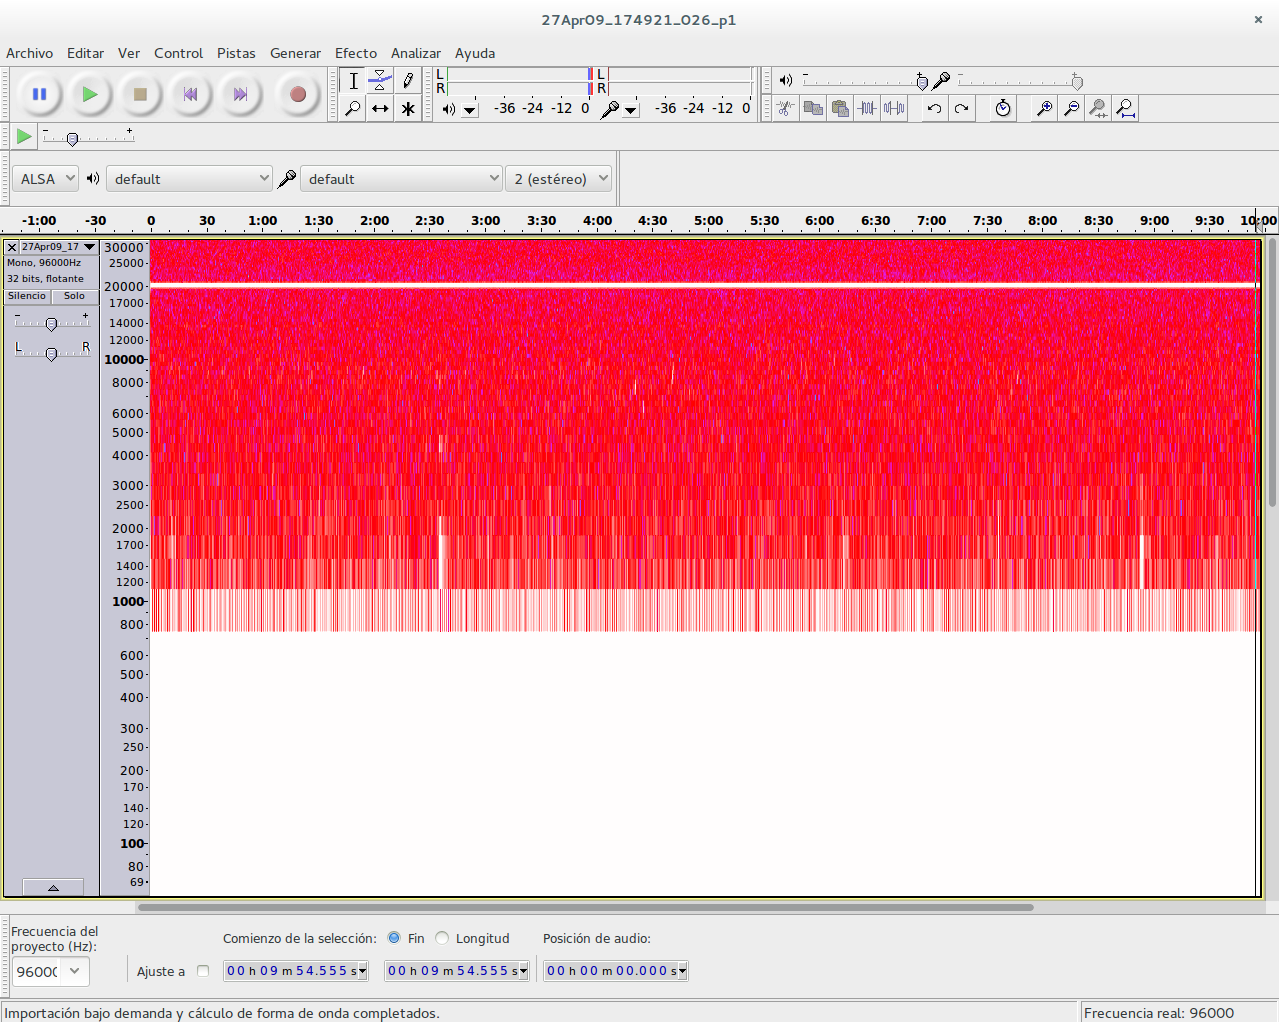 27Apr09_174921_026_p1
Archivo Editar Ver Control Pistas Generar Efecto Analizar Ayuda
L L
R R
-36 -24 -12 0 -36 -24 -12 0
ALSA default default 2 (estéreo)
-1:00 -30 0 30 1:00 1:30 2:00 2:30 3:00 3:30 4:00 4:30 5:00 5:30 6:00 6:30 7:00 7:30 8:00 8:30 9:00 9:30 10:00
27Apr09_17
Mono, 96000Hz
32 bits, flotante
Silencio Solo
- +
L R
30000
25000
20000
17000
14000
12000
10000
8000
6000
5000
4000
3000
2500
2000
1700
1400
1200
1000
800
600
500
400
300
250
200
170
140
120
100
80
69
Frecuencia del
proyecto (Hz):
96000
Comienzo de la selección: Fin Longitud Posición de audio:
Ajuste a 00 h 09 m 54.555 s 00 h 09 m 54.555 s 00 h 00 m 00.000 s
Importación bajo demanda y cálculo de forma de onda completados. Frecuencia real: 96000